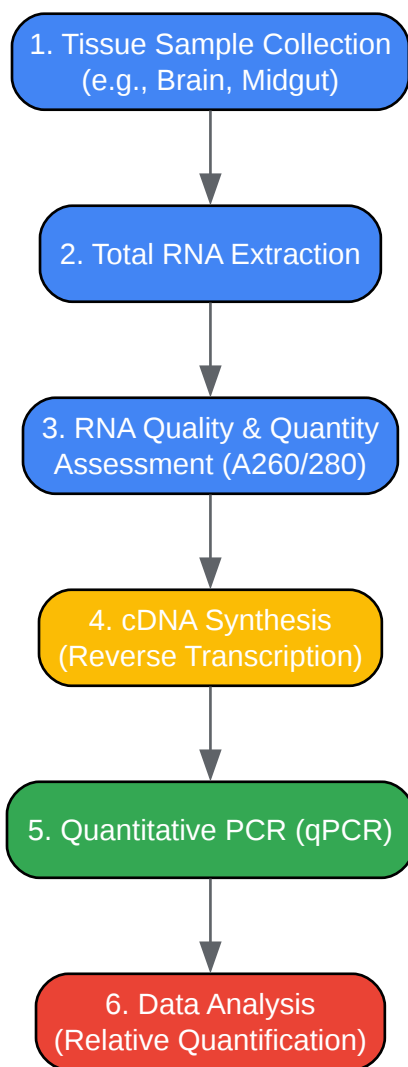 1. Tissue Sample Collection
(e.g., Brain, Midgut)
2. Total RNA Extraction
3. RNA Quality & Quantity
Assessment (A260/280)
4. cDNA Synthesis
(Reverse Transcription)
5. Quantitative PCR (qPCR)
6. Data Analysis
(Relative Quantification)